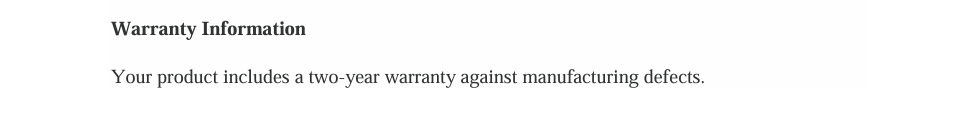 Warranty Information
Your product includes a two-year warranty against manufacturing defects.